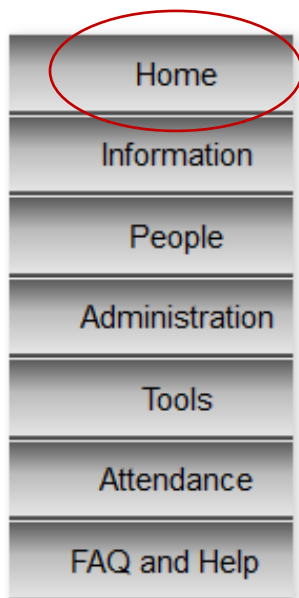 Home
Information
People
Administration
Tools
Attendance
FAQ and Help